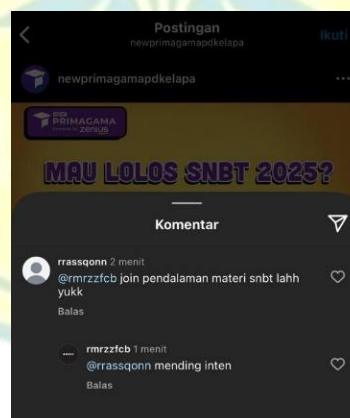 Postingan
newprimagamapdkelapa
Ikuti
newprimagamapdkelapa
PRIMAGAMA
zenius
MAU LOLOS SNBT 2025?
Komentar
rrassqonn 2 menit
@rmrzzfcb join pendalaman materi snbt lahh
yukk
Balas
rmrzzfcb 1 menit
@rrassqonn mending inten
Balas